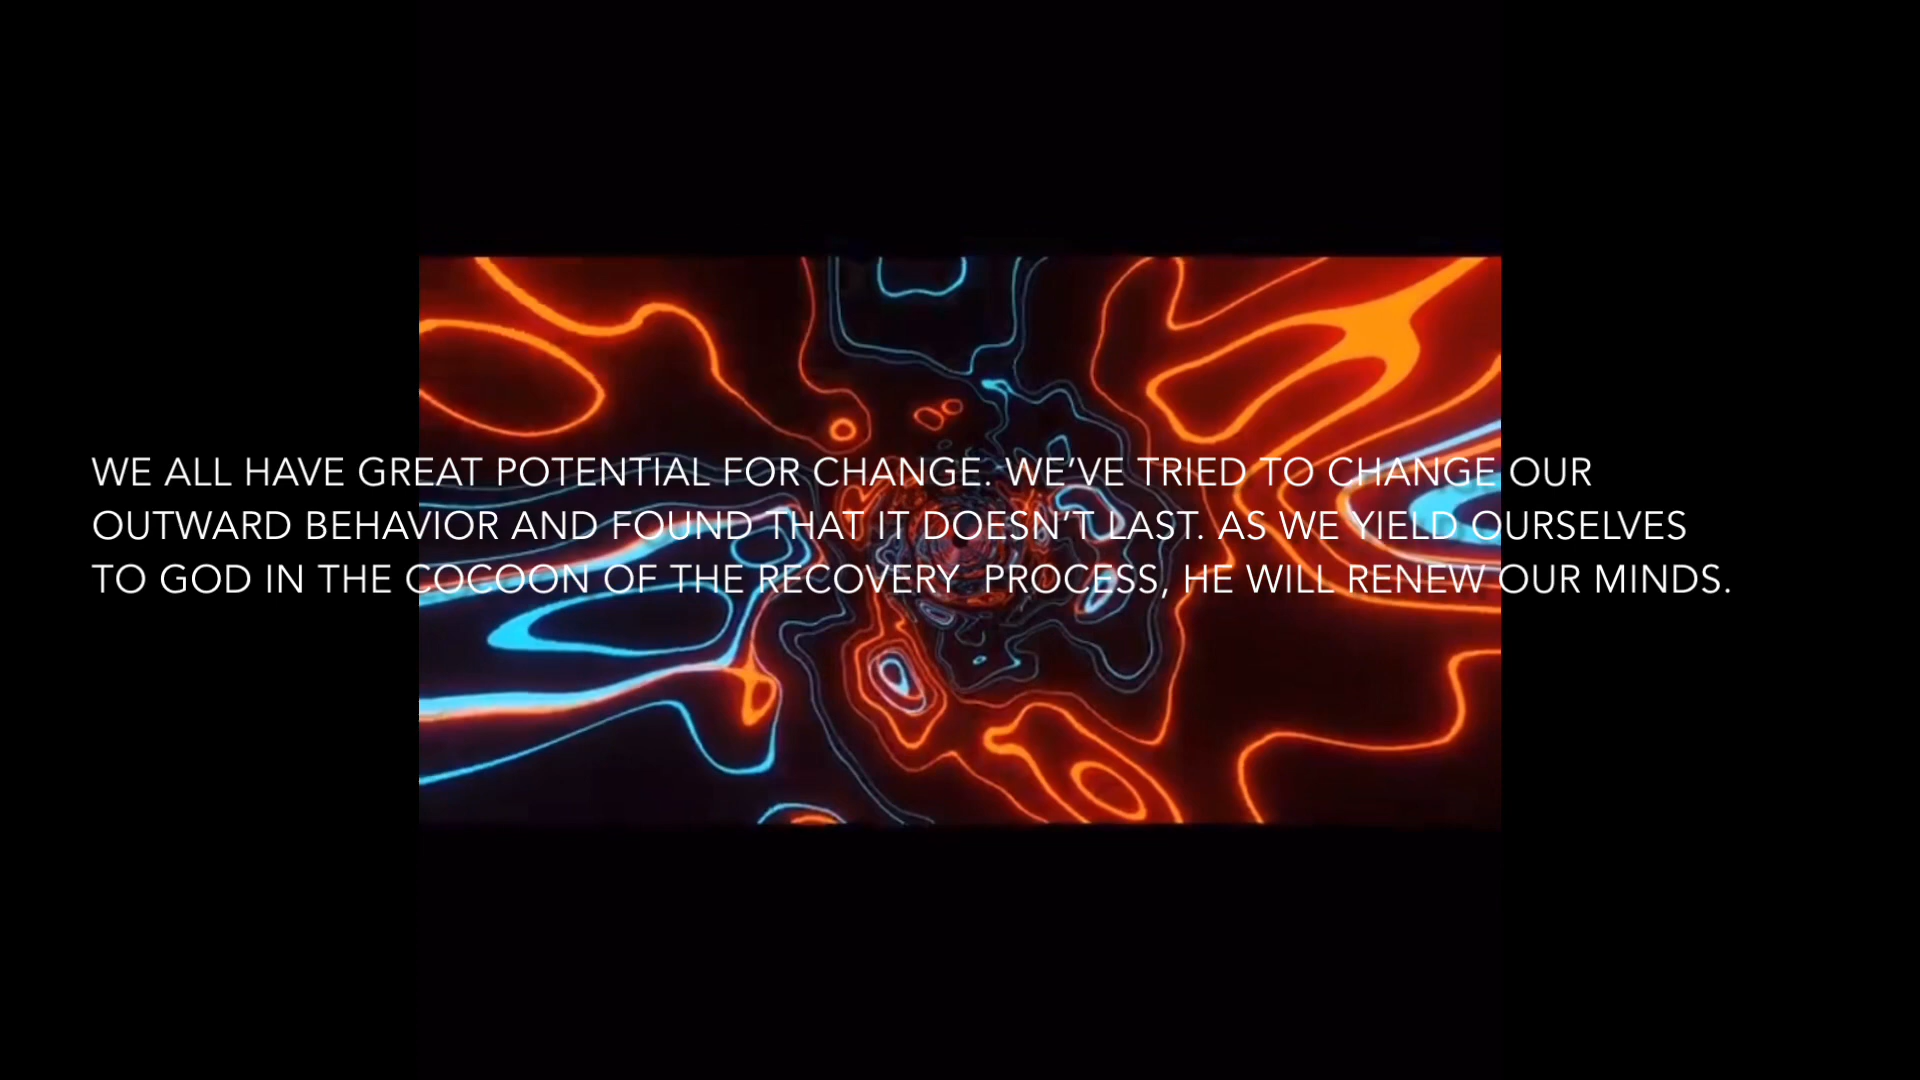 WE ALL HAVE GREAT POTENTIAL FOR CHANGE. WE’VE TRIED TO CHANGE OUR
OUTWARD BEHAVIOR AND FOUND THAT IT DOESN’T LAST. AS WE YIELD OURSELVES
TO GOD IN THE COCOON OF THE RECOVERY  PROCESS, HE WILL RENEW OUR MINDS.